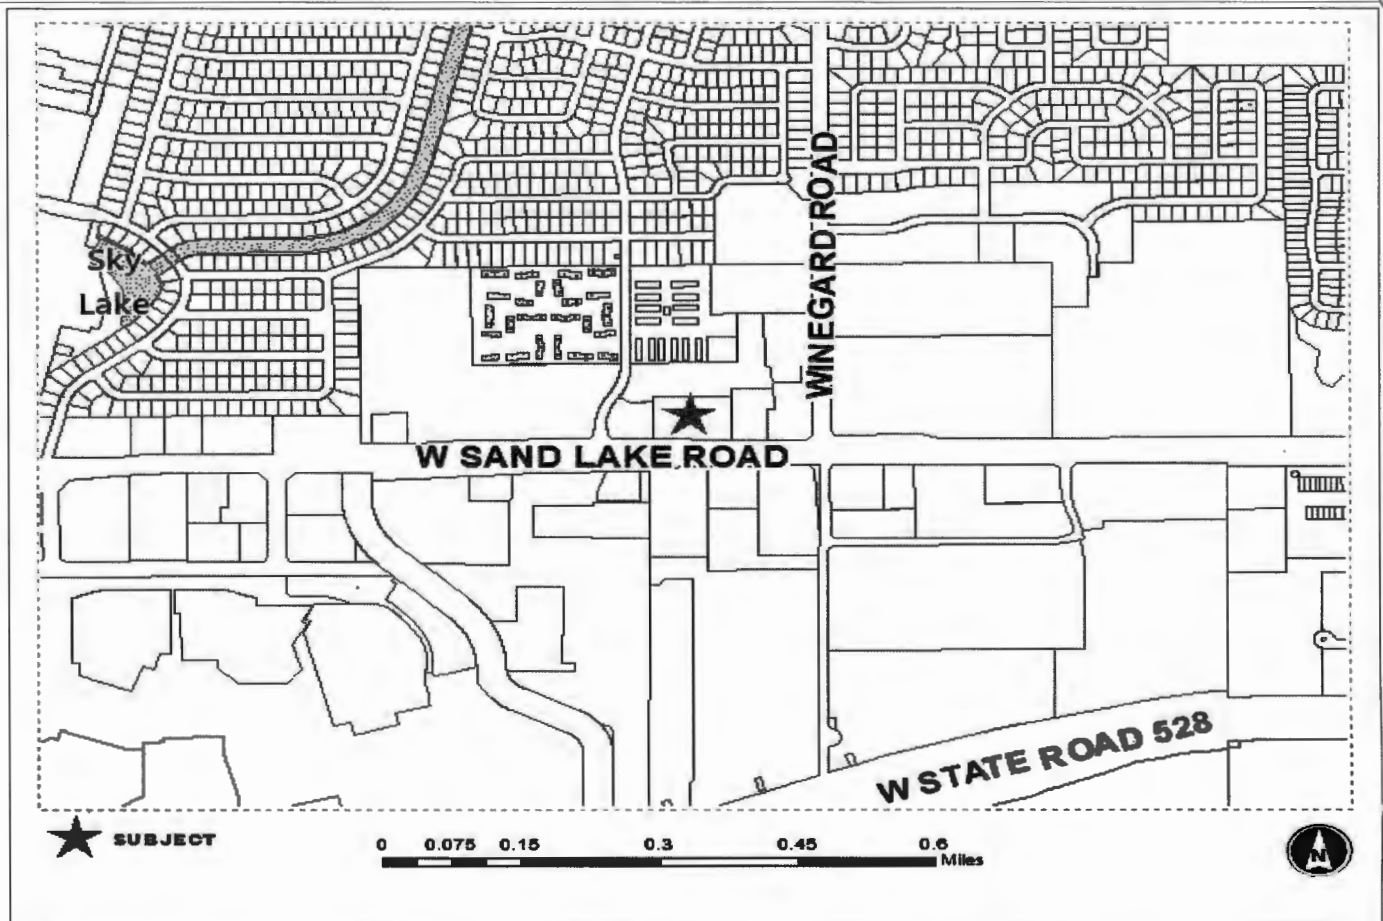 WINEGARD ROAD
Sky
Lake
W SAND LAKE ROAD
W STATE ROAD 528
SUBJECT
0 0.075 0.15 0.3 0.45 0.6
Miles
N